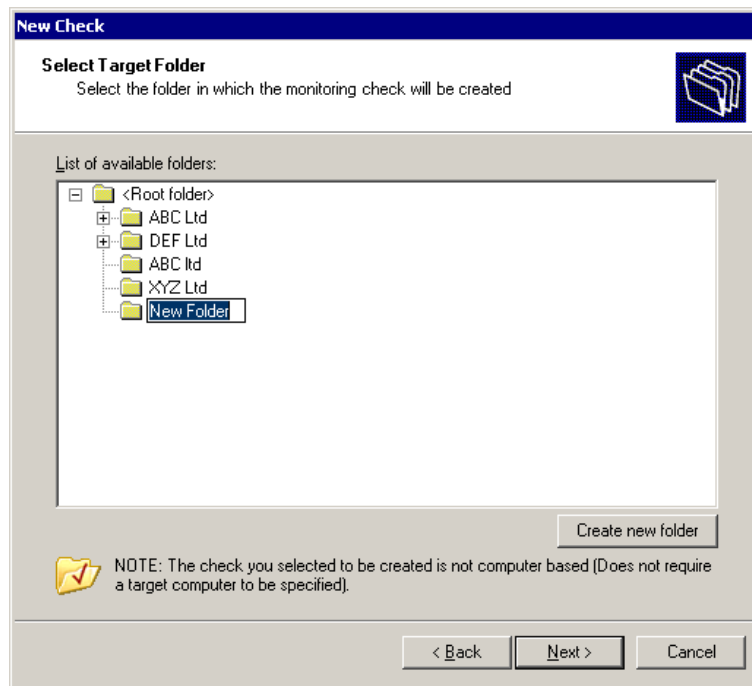 New Check
Select Target Folder
Select the folder in which the monitoring check will be created
List of available folders:
<Root folder>
ABC Ltd
DEF Ltd
ABC ltd
XYZ Ltd
New Folder
Create new folder
NOTE: The check you selected to be created is not computer based (Does not require
a target computer to be specified).
< Back
Next >
Cancel